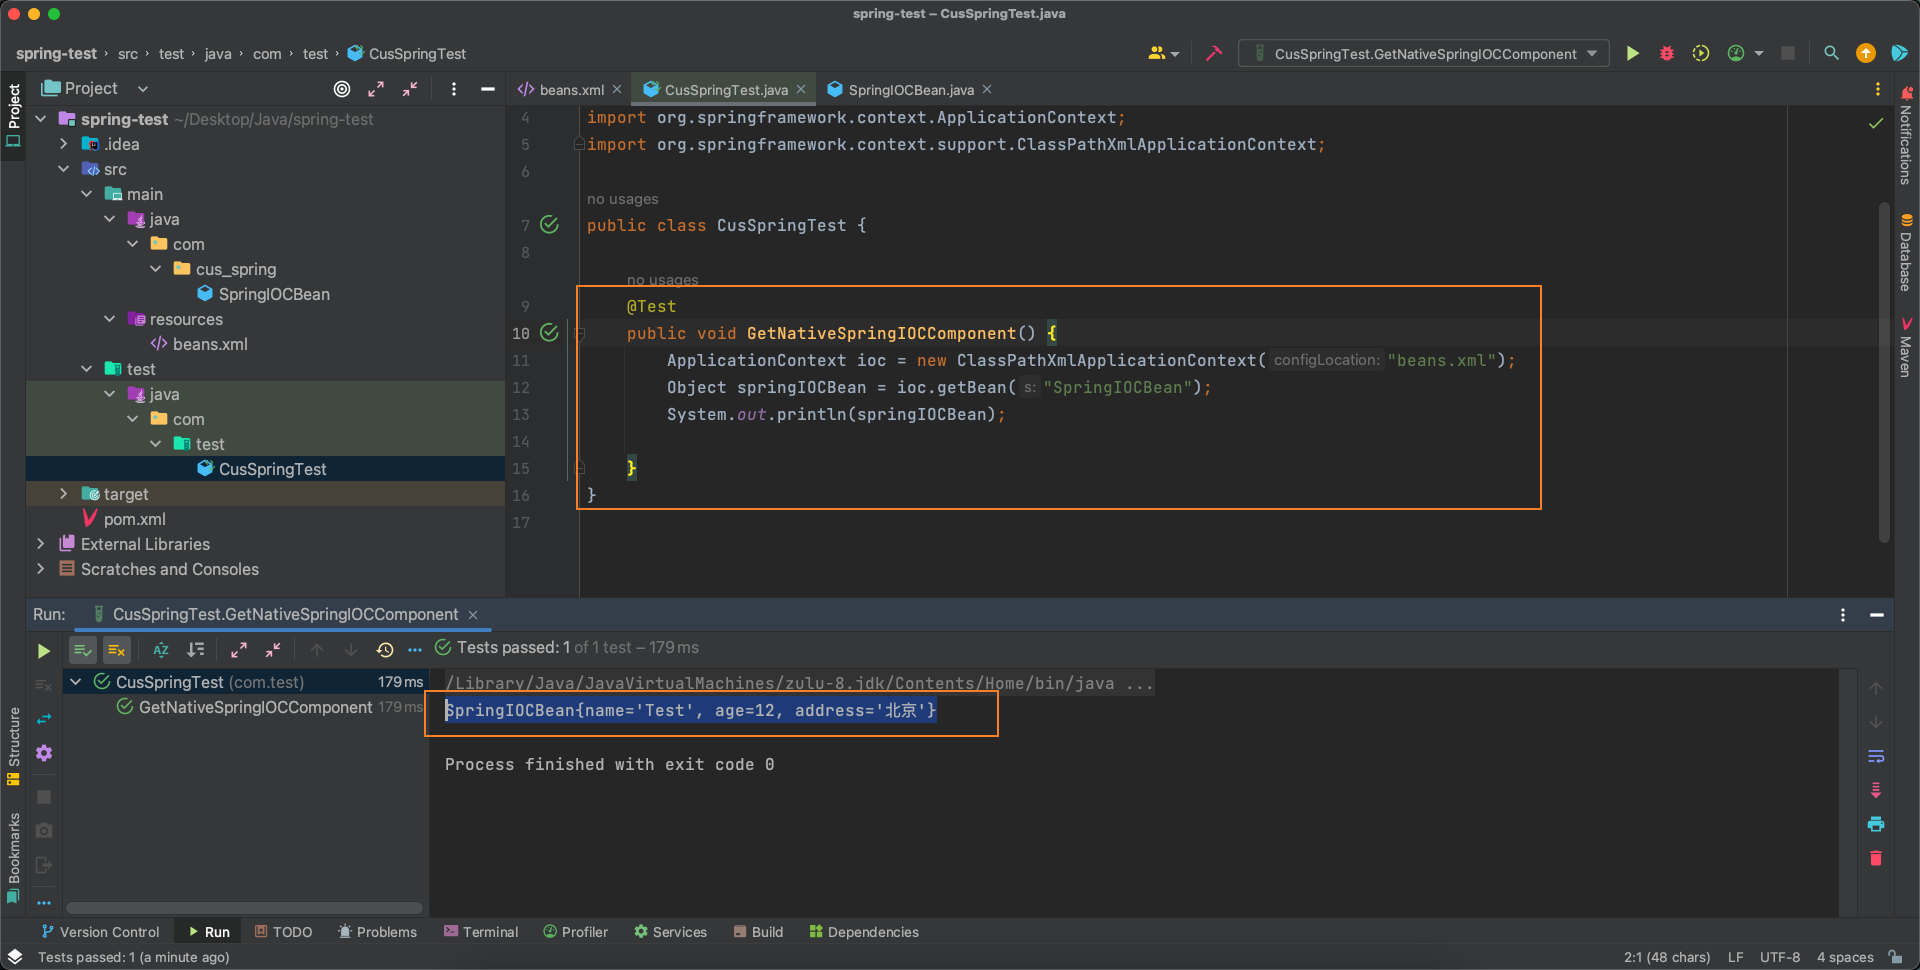 spring-test – CusSpringTest.java
spring-test › src › test › java › com › test › CusSpringTest
CusSpringTest.GetNativeSpringIOCComponent
Project
Project
spring-test ~/Desktop/Java/spring-test
.idea
src
main
java
com
cus_spring
SpringIOCBean
resources
beans.xml
test
java
com
test
CusSpringTest
target
pom.xml
External Libraries
Scratches and Consoles
beans.xml
CusSpringTest.java
SpringIOCBean.java
4 import org.springframework.context.ApplicationContext;
5 import org.springframework.context.support.ClassPathXmlApplicationContext;
6
no usages
7 public class CusSpringTest {
8
no usages
9 @Test
10 public void GetNativeSpringIOCComponent() {
11 ApplicationContext ioc = new ClassPathXmlApplicationContext( configLocation: "beans.xml");
12 Object springIOCBean = ioc.getBean( s: "SpringIOCBean");
13 System.out.println(springIOCBean);
14
15 }
16 }
17
Notifications
Database
Maven
Run: CusSpringTest.GetNativeSpringIOCComponent
Tests passed: 1 of 1 test – 179 ms
CusSpringTest (com.test) 179 ms
GetNativeSpringIOCComponent 179 ms
/Library/Java/JavaVirtualMachines/zulu-8.jdk/Contents/Home/bin/java ...
SpringIOCBean{name='Test', age=12, address='北京'}
Process finished with exit code 0
Structure
Bookmarks
Version Control
Run
TODO
Problems
Terminal
Profiler
Services
Build
Dependencies
Tests passed: 1 (a minute ago)
2:1 (48 chars) LF UTF-8 4 spaces